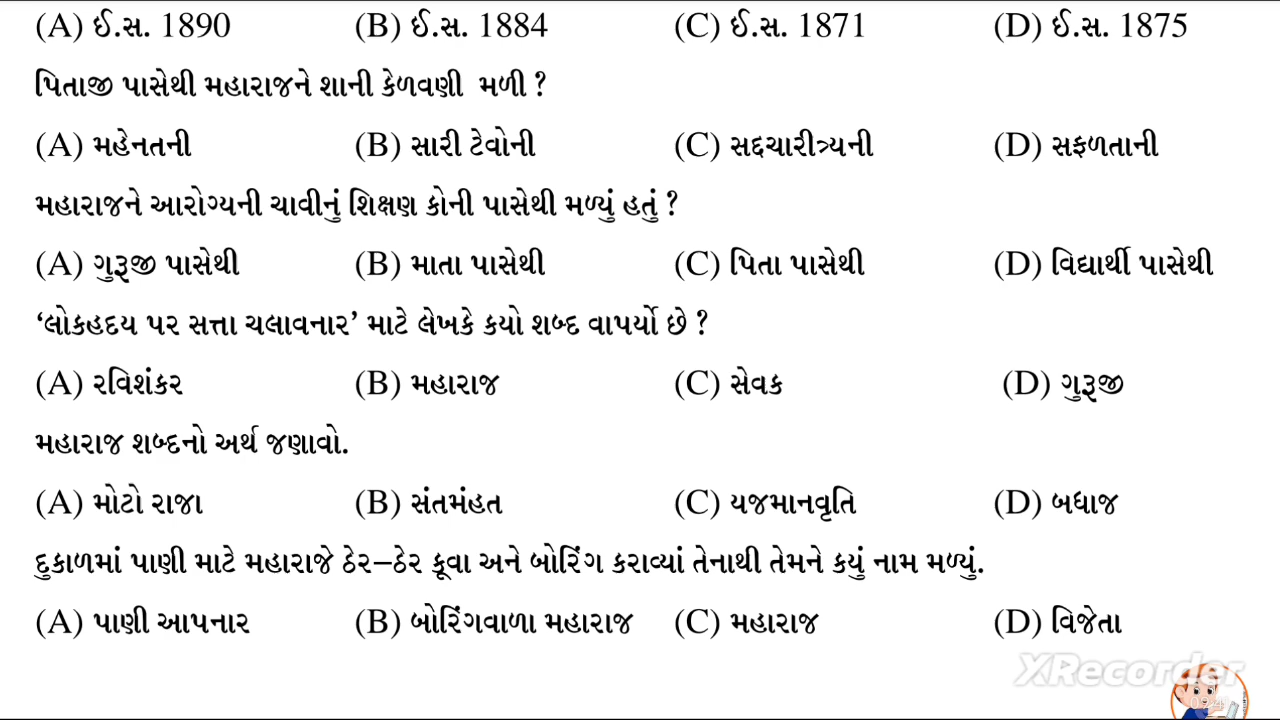 (A) ઈ.સ. 1890 (B) ઈ.સ. 1884 (C) ઈ.સ. 1871 (D) ઈ.સ. 1875
પિતાજી પાસેથી મહારાજને શાની કેળવણી મળી ?
(A) મહેનતની (B) સારી ટેવોની (C) સદ્દચારીત્ર્યની (D) સફળતાની
મહારાજને આરોગ્યની ચાવીનું શિક્ષણ કોની પાસેથી મળ્યું હતું ?
(A) ગુરૂજી પાસેથી (B) માતા પાસેથી (C) પિતા પાસેથી (D) વિદ્યાર્થી પાસેથી
‘લોકહદય પર સત્તા ચલાવનાર’ માટે લેખકે કયો શબ્દ વાપર્યો છે ?
(A) રવિશંકર (B) મહારાજ (C) સેવક (D) ગુરૂજી
મહારાજ શબ્દનો અર્થ જણાવો.
(A) મોટો રાજા (B) સંતમંહત (C) યજમાનવૃતિ (D) બધાજ
દુકાળમાં પાણી માટે મહારાજે ઠેર–ઠેર કૂવા અને બોરિંગ કરાવ્યાં તેનાથી તેમને કયું નામ મળ્યું.
(A) પાણી આપનાર (B) બોરિંગવાળા મહારાજ (C) મહારાજ (D) વિજેતા
XRecorder